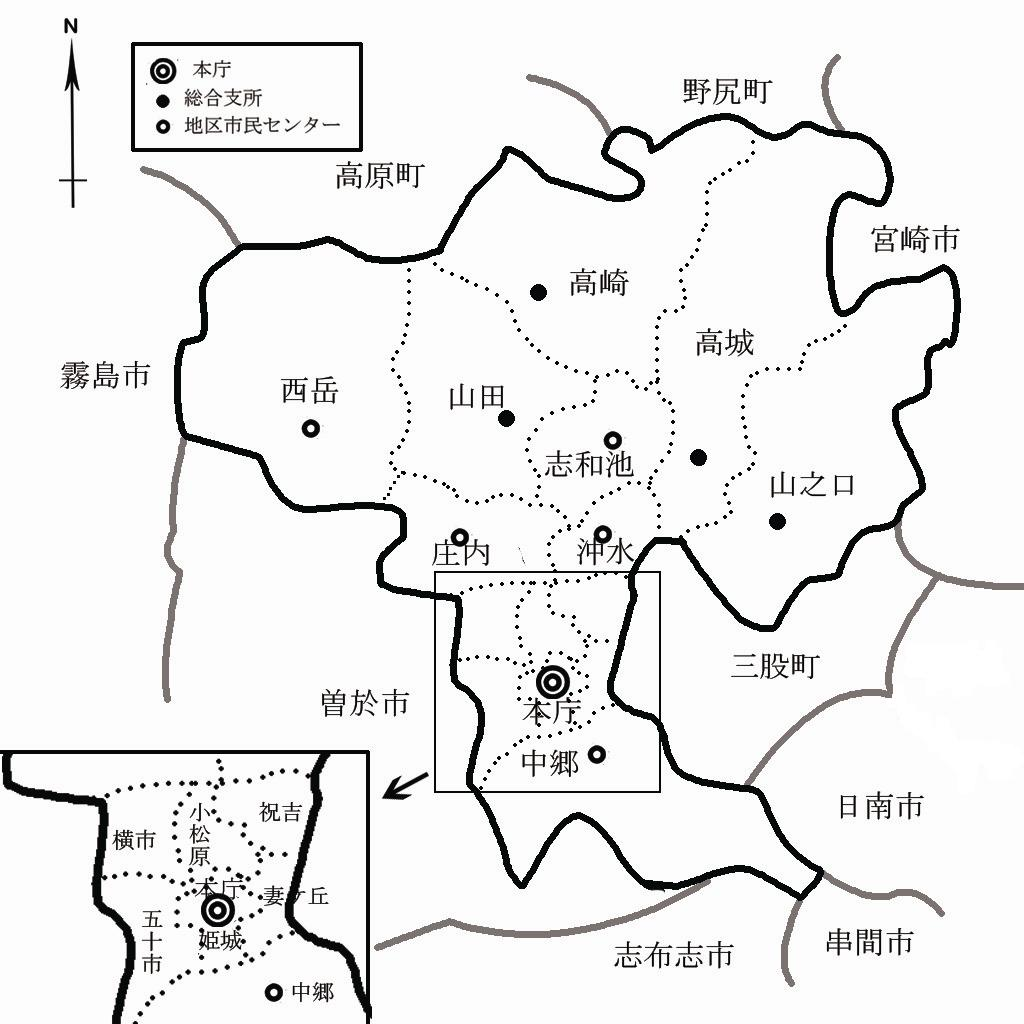 N
本庁
総合支所
地区市民センター
野尻町
高原町
宮崎市
高崎
高城
霧島市
西岳
山田
志和池
山之口
庄内
沖水
三股町
曽於市
本庁
中郷
日南市
志布志市
串間市
小松原
祝吉
横市
本庁
妻ケ丘
五十市
姫城
中郷